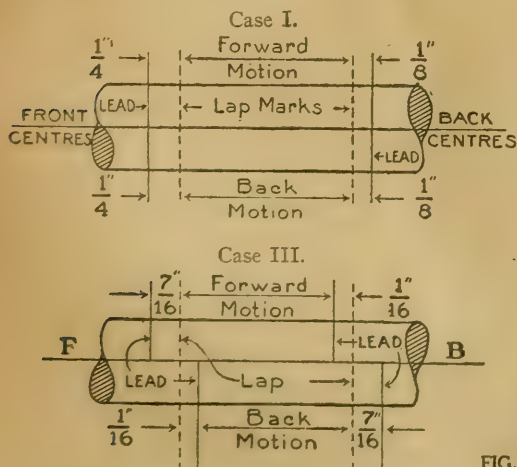 Case I.
1"/4 Forward Motion 1"/8
LEAD Lap Marks
FRONT CENTRES BACK CENTRES
LEAD
1"/4 Back Motion 1"/8
Case III.
7"/16 Forward Motion 1"/16
F LEAD B
LEAD Lap
1"/16 Back Motion 7"/16
FIG